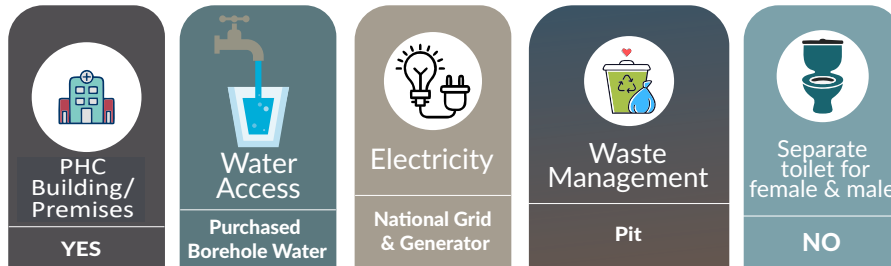 PHC
Building/
Premises
YES
Water
Access
Purchased
Borehole Water
Electricity
National Grid
& Generator
Waste
Management
Pit
Separate
toilet for
female & male
NO